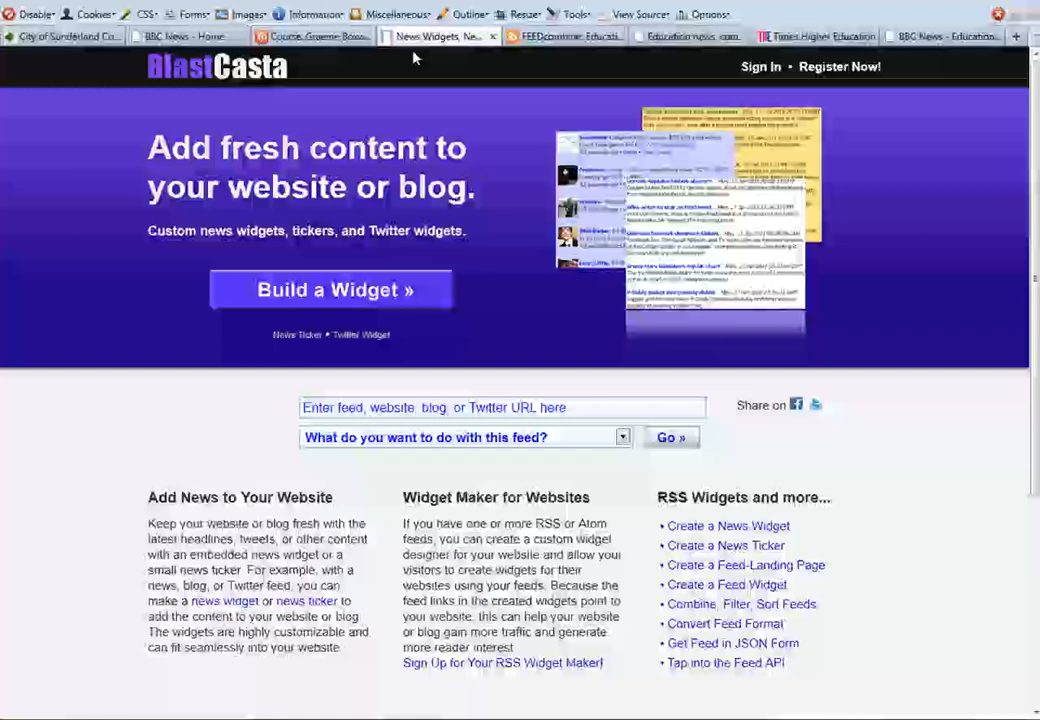 Disable Cookies CSS Forms Images Information Miscellaneous Outline Resize Tools View Source Options
City of Sunderland Co... BBC News - Home Course: Graeme Boxw... News Widgets, Ne... FEEDcombine: Educati... Education news, com... Times Higher Education BBC News - Education...
BlastCasta
Sign In • Register Now!
Add fresh content to
your website or blog.
Custom news widgets, tickers, and Twitter widgets.
Build a Widget »
News Ticker • Twitter Widget
Enter feed, website, blog, or Twitter URL here
Share on
What do you want to do with this feed?
Go »
Add News to Your Website
Keep your website or blog fresh with the
latest headlines, tweets, or other content
with an embedded news widget or a
small news ticker. For example, with a
news, blog, or Twitter feed, you can
make a news widget or news ticker to
add the content to your website or blog.
The widgets are highly customizable and
can fit seamlessly into your website.
Widget Maker for Websites
If you have one or more RSS or Atom
feeds, you can create a custom widget
designer for your website and allow your
visitors to create widgets for their
websites using your feeds. Because the
feed links in the created widgets point to
your website, this can help your website
or blog gain more traffic and generate
more reader interest.
Sign Up for Your RSS Widget Maker!
RSS Widgets and more...
• Create a News Widget
• Create a News Ticker
• Create a Feed-Landing Page
• Create a Feed Widget
• Combine, Filter, Sort Feeds
• Convert Feed Format
• Get Feed in JSON Form
• Tap into the Feed API